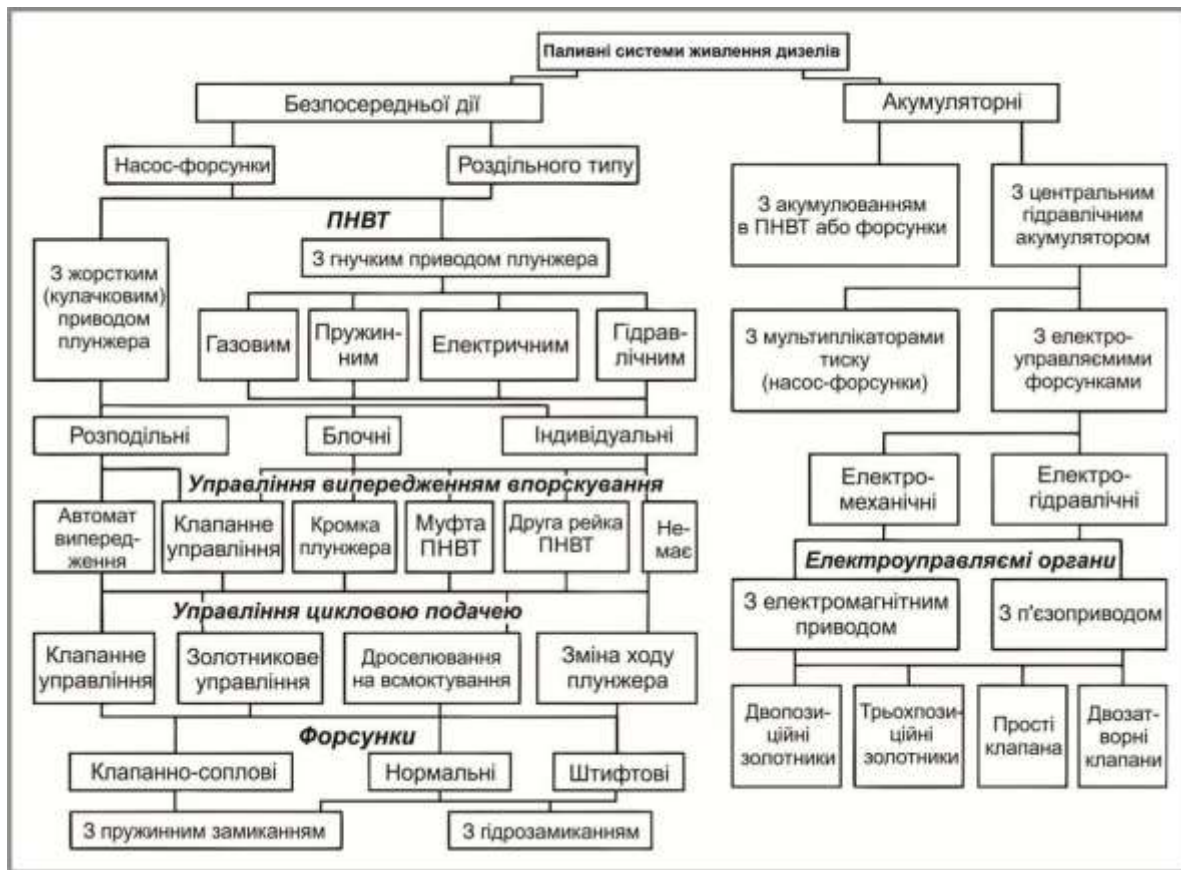 Паливні системи живлення дизелів
Безпосередньої дії
Акумуляторні
Насос-форсунки
Роздільного типу
З акумулюванням
в ПНВТ або форсунки
З центральним
гідравлічним
акумулятором
ПНВТ
З жорстким
(кулачковим)
приводом
плунжера
З гнучким приводом плунжера
Газовим
Пружин-
ним
Електричним
Гідрав-
лічним
З мультиплікаторами
тиску
(насос-форсунки)
З електро-
управляємими
форсунками
Розподільні
Блочні
Індивідуальні
Електро-
механічні
Електро-
гідравлічні
Управління випередженням впорскування
Автомат
виперед-
ження
Клапанне
управління
Кромка
плунжера
Муфта
ПНВТ
Друга рейка
ПНВТ
Не-
має
Електроуправляємі органи
З електромагнітним
приводом
З п'єзоприводом
Управління цикловою подачею
Клапанне
управління
Золотникове
управління
Дроселювання
на всмоктування
Зміна ходу
плунжера
Двопози-
ційні
золотники
Трьохпози-
ційні
золотники
Прості
клапана
Двозат-
ворні
клапани
Форсунки
Клапанно-соплові
Нормальні
Штифтові
З пружинним замиканням
З гідрозамиканням